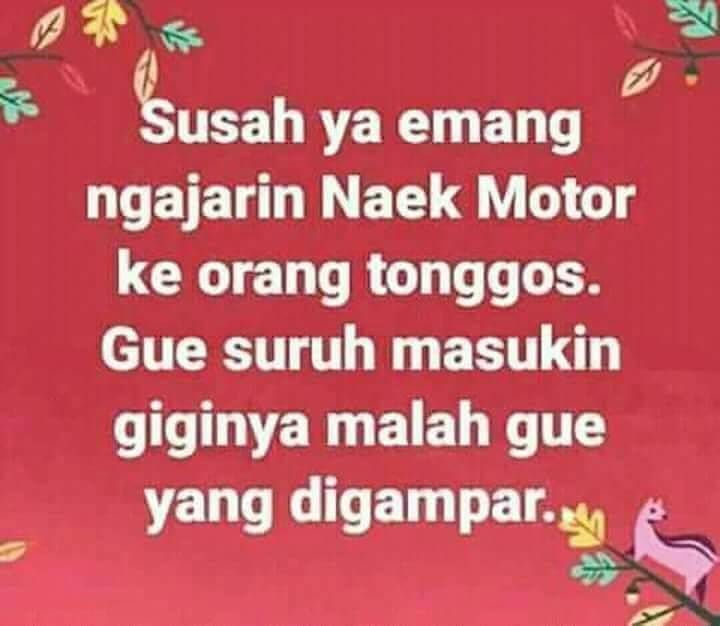 Susah ya emang
ngajarin Naek Motor
ke orang tonggos.
Gue suruh masukin
giginya malah gue
yang digampar..